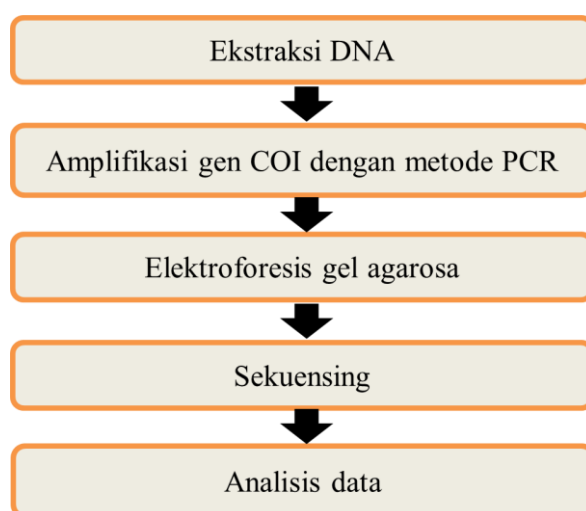 Ekstraksi DNA
Amplifikasi gen COI dengan metode PCR
Elektroforesis gel agarosa
Sekuensing
Analisis data